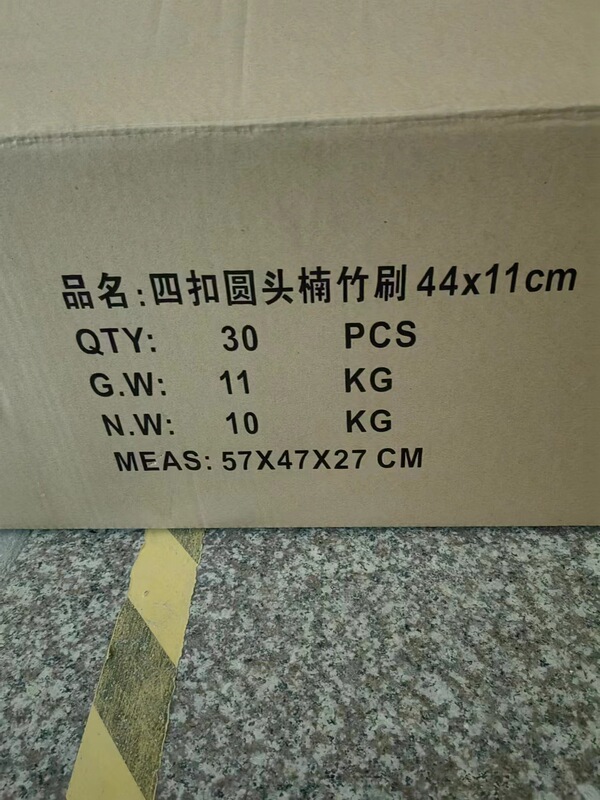 品名:四扣圆头楠竹刷 44x11cm
QTY: 30 PCS
G.W: 11 KG
N.W: 10 KG
MEAS: 57X47X27 CM